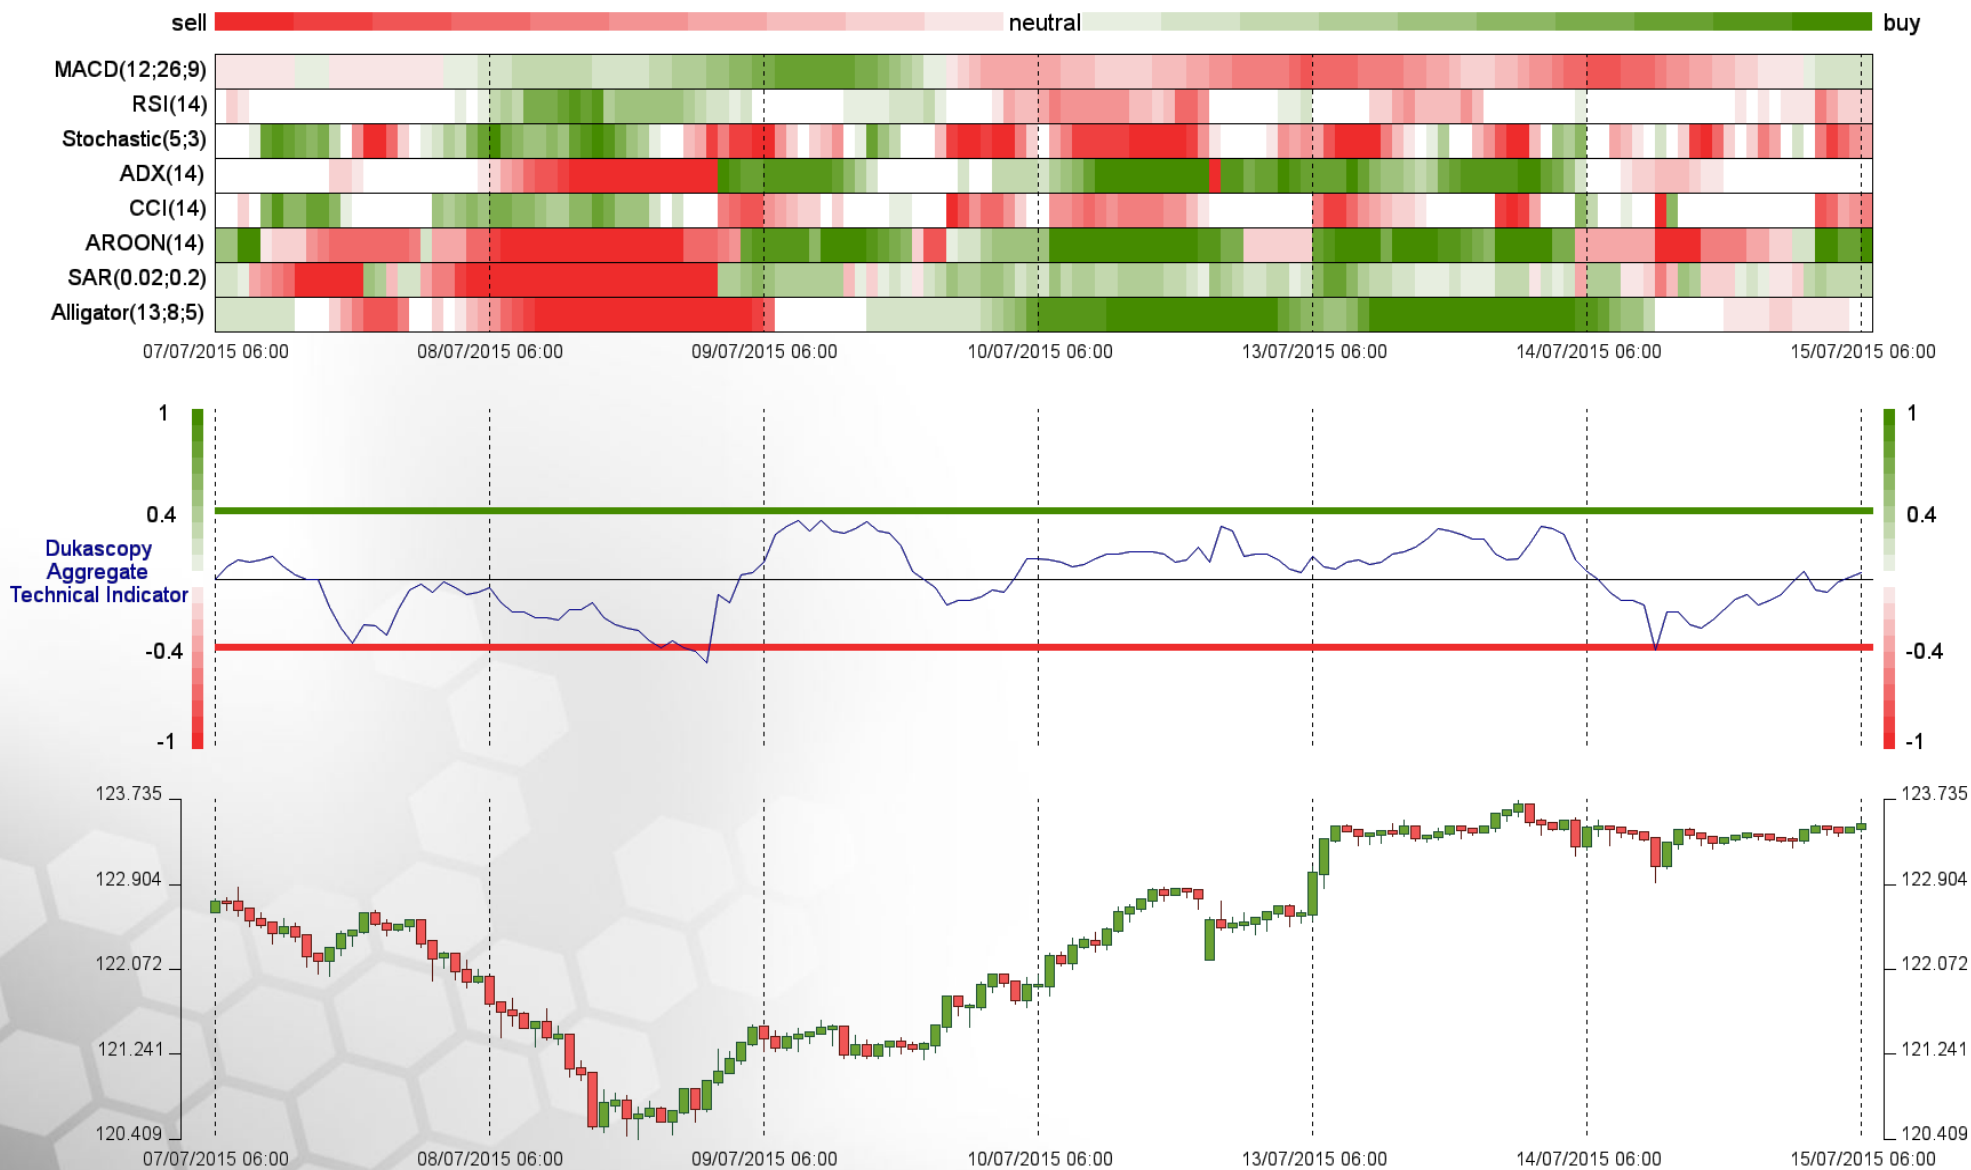 sell neutral buy
MACD(12;26;9)
RSI(14)
Stochastic(5;3)
ADX(14)
CCI(14)
AROON(14)
SAR(0.02;0.2)
Alligator(13;8;5)
07/07/2015 06:00 08/07/2015 06:00 09/07/2015 06:00 10/07/2015 06:00 13/07/2015 06:00 14/07/2015 06:00 15/07/2015 06:00
1 1
0.4 0.4
Dukascopy
Aggregate
Technical Indicator
-0.4 -0.4
-1 -1
123.735 123.735
122.904 122.904
122.072 122.072
121.241 121.241
120.409 120.409
07/07/2015 06:00 08/07/2015 06:00 09/07/2015 06:00 10/07/2015 06:00 13/07/2015 06:00 14/07/2015 06:00 15/07/2015 06:00